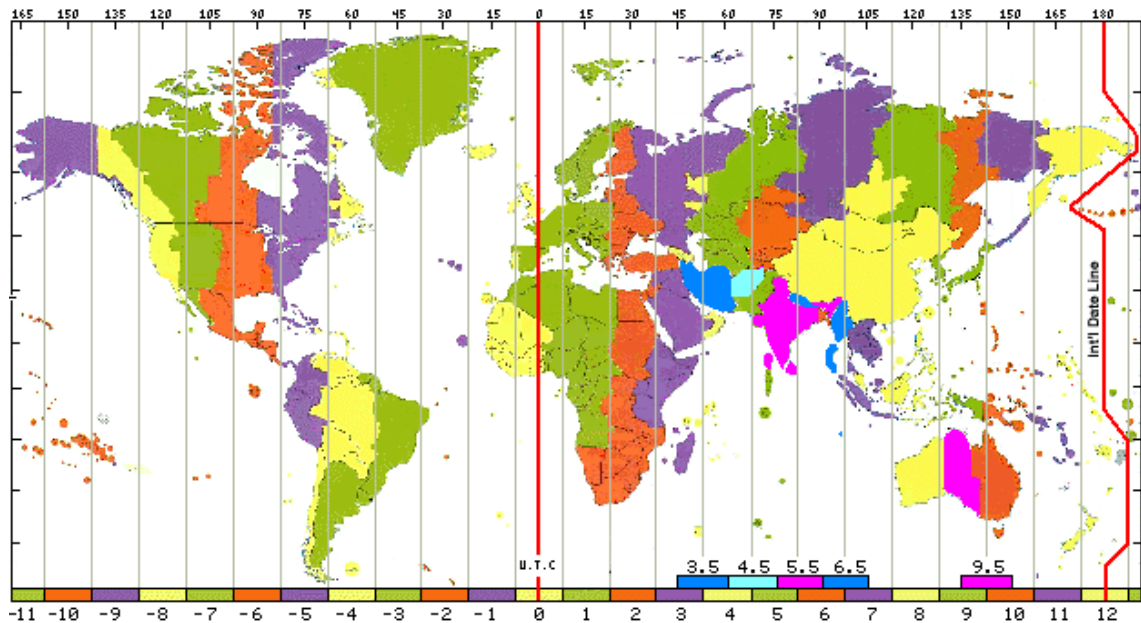 165 150 135 120 105 90 75 60 45 30 15 0 15 30 45 60 75 90 105 120 135 150 165 180
Int'l Date Line
U.T.C 3.5 4.5 5.5 6.5 9.5
-11 -10 -9 -8 -7 -6 -5 -4 -3 -2 -1 0 1 2 3 4 5 6 7 8 9 10 11 12